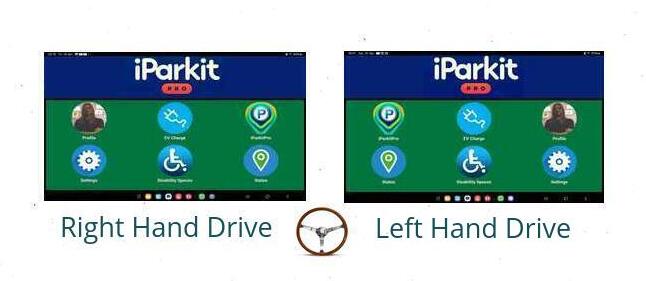 iParkit
PRO
Profile
EV Charge
iParkitPro
Settings
Disability Spaces
Status
Right Hand Drive
iParkit
PRO
iParkitPro
EV Charge
Profile
Status
Disability Spaces
Settings
Left Hand Drive